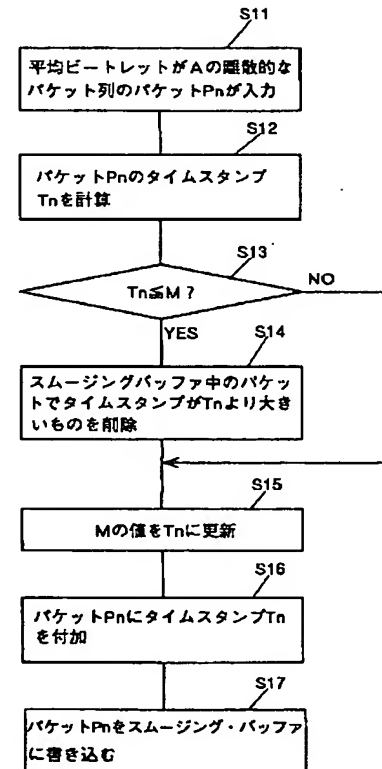 S11
平均ビートレットがAの離散的な
パケット列のパケットPnが入力
S12
パケットPnのタイムスタンプ
Tnを計算
S13
Tn≦M ?
NO
YES
S14
スムージングバッファ中のパケッ
トでタイムスタンプがTnより大き
いものを削除
S15
Mの値をTnに更新
S16
パケットPnにタイムスタンプTn
を付加
S17
パケットPnをスムージング・バッファ
に書き込む